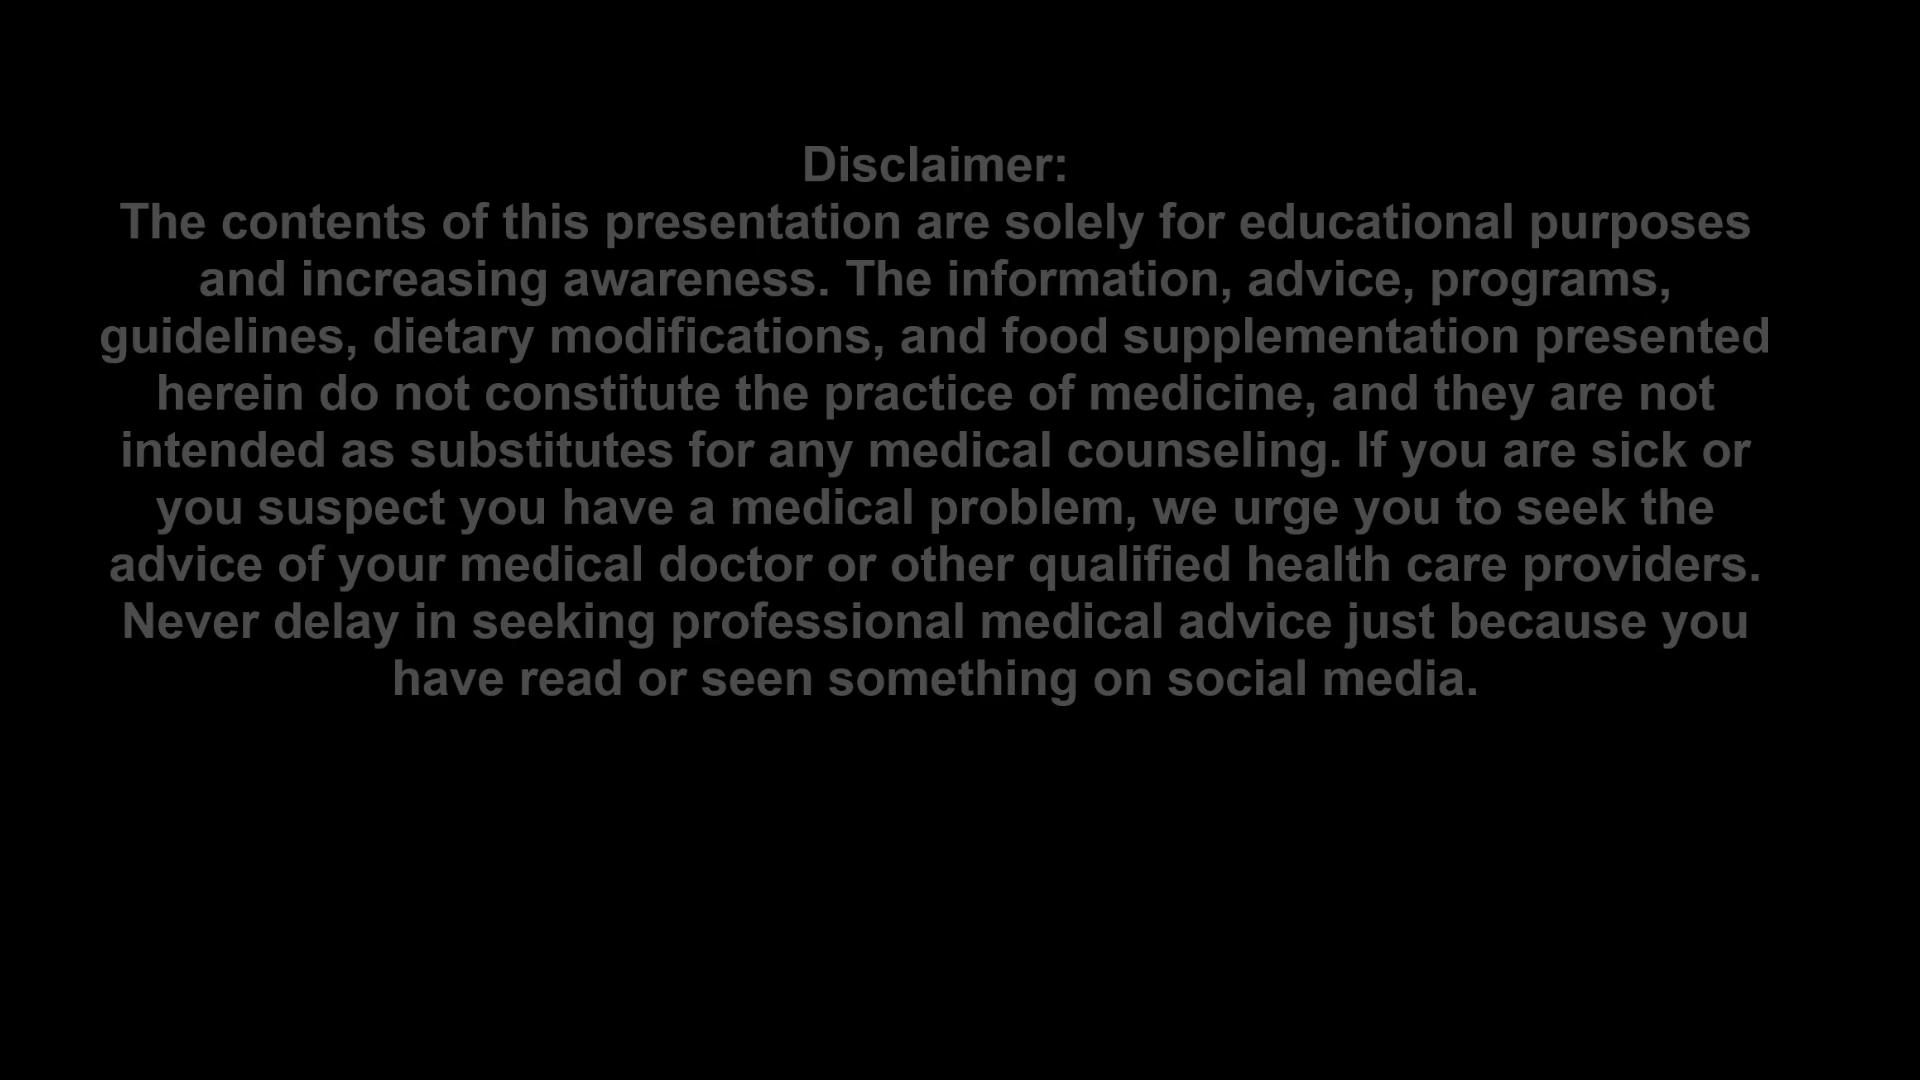 Disclaimer:
The contents of this presentation are solely for educational purposes
and increasing awareness. The information, advice, programs,
guidelines, dietary modifications, and food supplementation presented
herein do not constitute the practice of medicine, and they are not
intended as substitutes for any medical counseling. If you are sick or
you suspect you have a medical problem, we urge you to seek the
advice of your medical doctor or other qualified health care providers.
Never delay in seeking professional medical advice just because you
have read or seen something on social media.